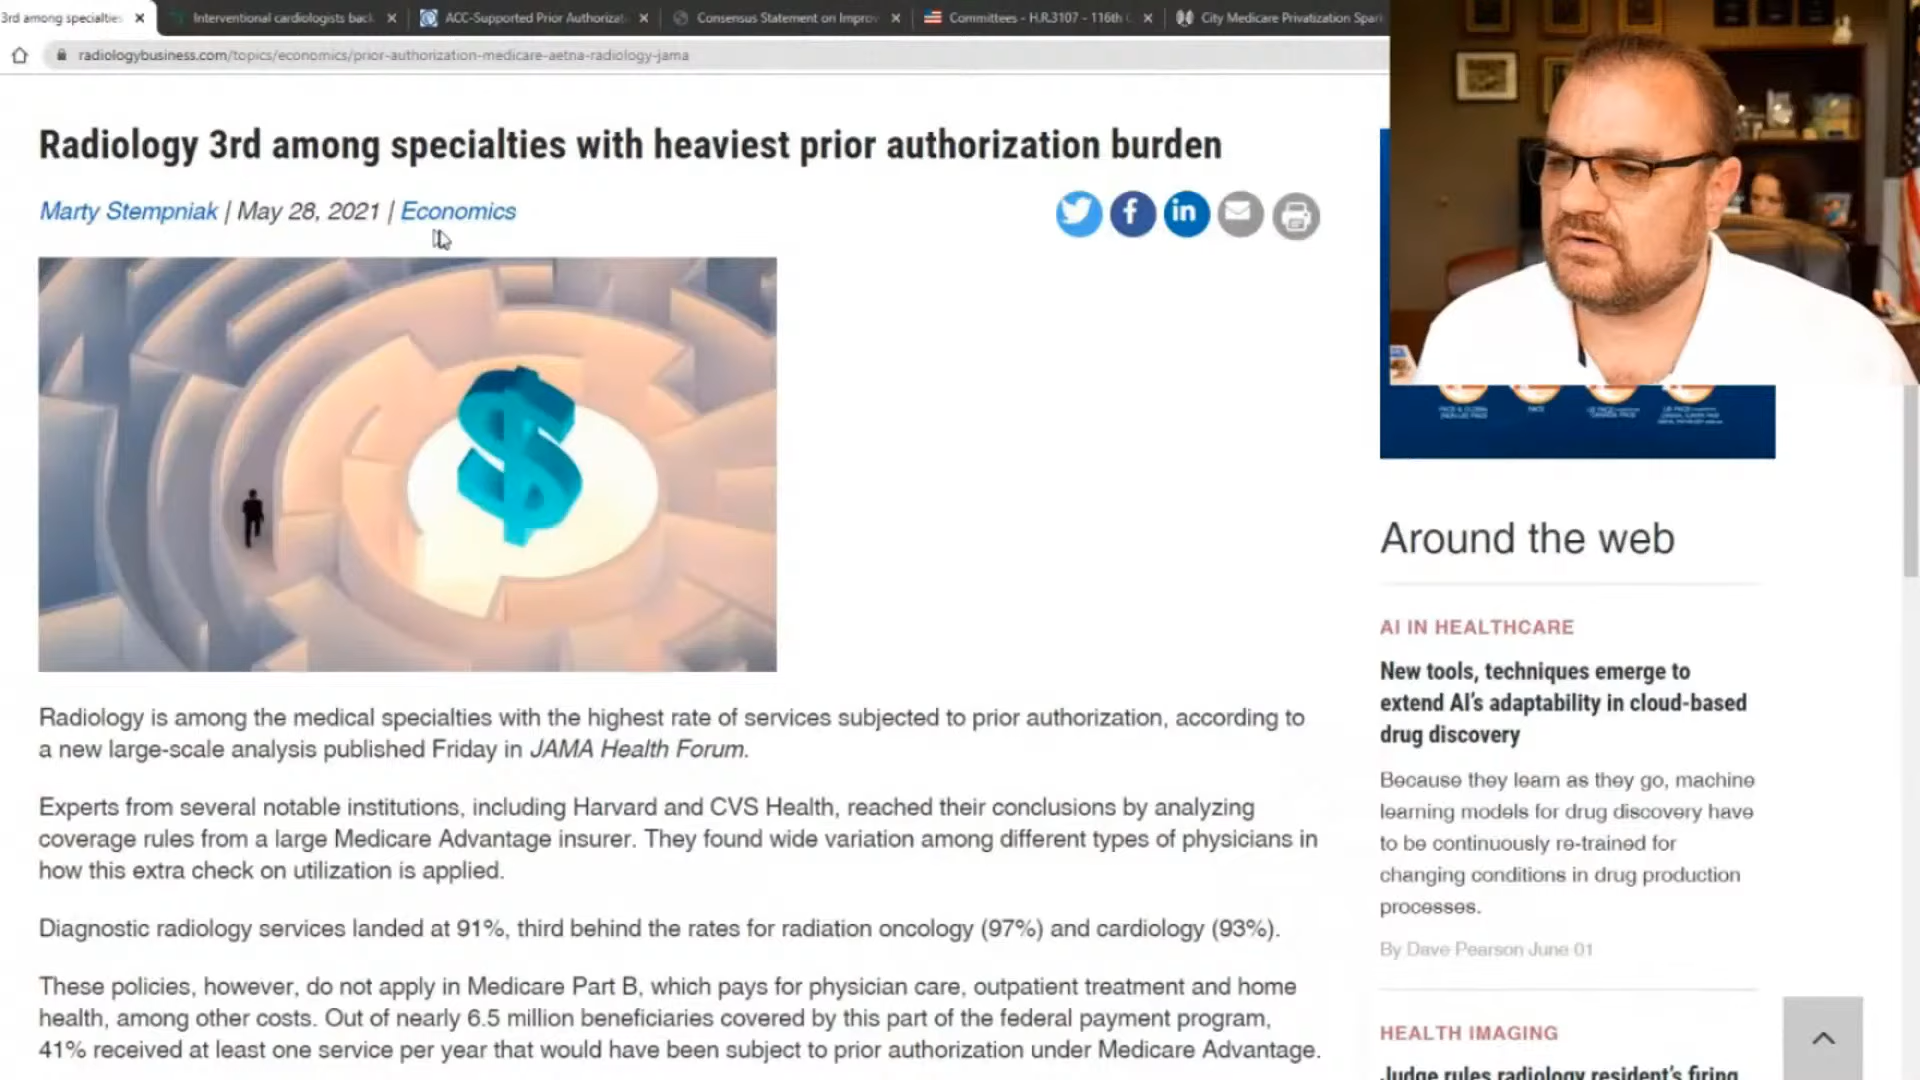 3rd among specialties
Interventional cardiologists back
ACC-Supported Prior Authorizat
Consensus Statement on Improv
Committees - H.R.3107 - 116th C
City Medicare Privatization Spar
radiologybusiness.com/topics/economics/prior-authorization-medicare-aetna-radiology-jama
Radiology 3rd among specialties with heaviest prior authorization burden
Marty Stempniak | May 28, 2021 | Economics
Radiology is among the medical specialties with the highest rate of services subjected to prior authorization, according to
a new large-scale analysis published Friday in JAMA Health Forum.
Experts from several notable institutions, including Harvard and CVS Health, reached their conclusions by analyzing
coverage rules from a large Medicare Advantage insurer. They found wide variation among different types of physicians in
how this extra check on utilization is applied.
Diagnostic radiology services landed at 91%, third behind the rates for radiation oncology (97%) and cardiology (93%).
These policies, however, do not apply in Medicare Part B, which pays for physician care, outpatient treatment and home
health, among other costs. Out of nearly 6.5 million beneficiaries covered by this part of the federal payment program,
41% received at least one service per year that would have been subject to prior authorization under Medicare Advantage.
Around the web
AI IN HEALTHCARE
New tools, techniques emerge to
extend AI's adaptability in cloud-based
drug discovery
Because they learn as they go, machine
learning models for drug discovery have
to be continuously re-trained for
changing conditions in drug production
processes.
By Dave Pearson June 01
HEALTH IMAGING
Judge rules radiology resident's firing